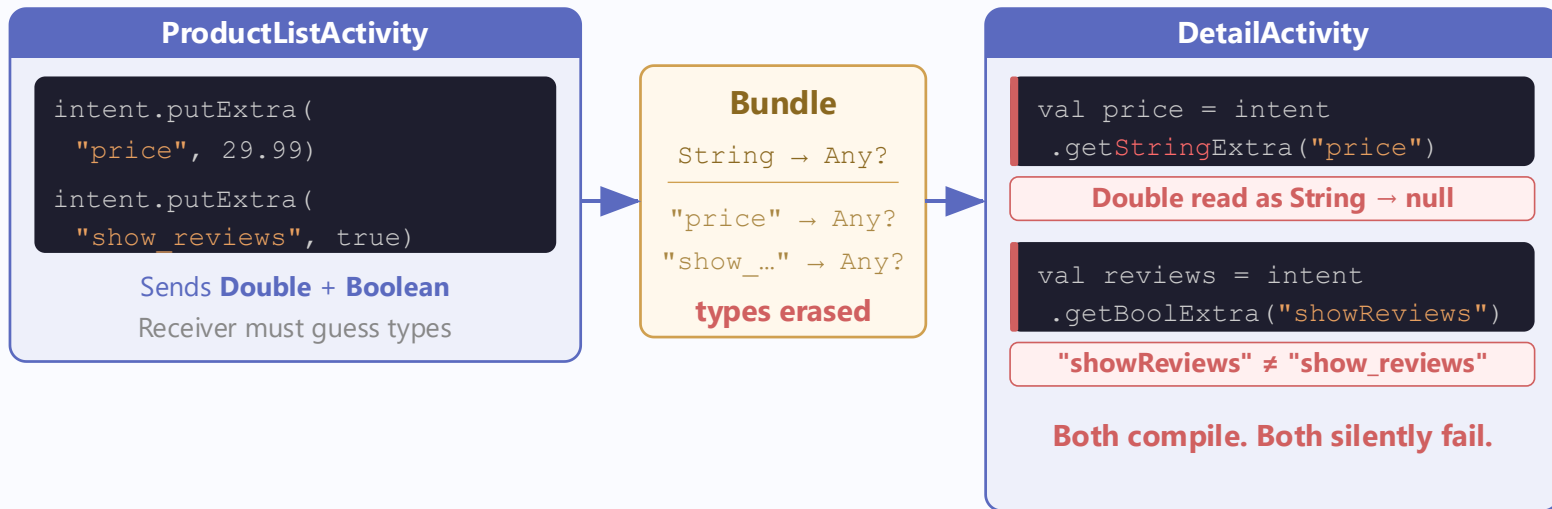 ProductListActivity
intent.putExtra(
"price", 29.99)
intent.putExtra(
"show_reviews", true)
Sends Double + Boolean
Receiver must guess types
Bundle
String → Any?
"price" → Any?
"show_…" → Any?
types erased
DetailActivity
val price = intent
.getStringExtra("price")
Double read as String → null
val reviews = intent
.getBoolExtra("showReviews")
"showReviews" ≠ "show_reviews"
Both compile. Both silently fail.